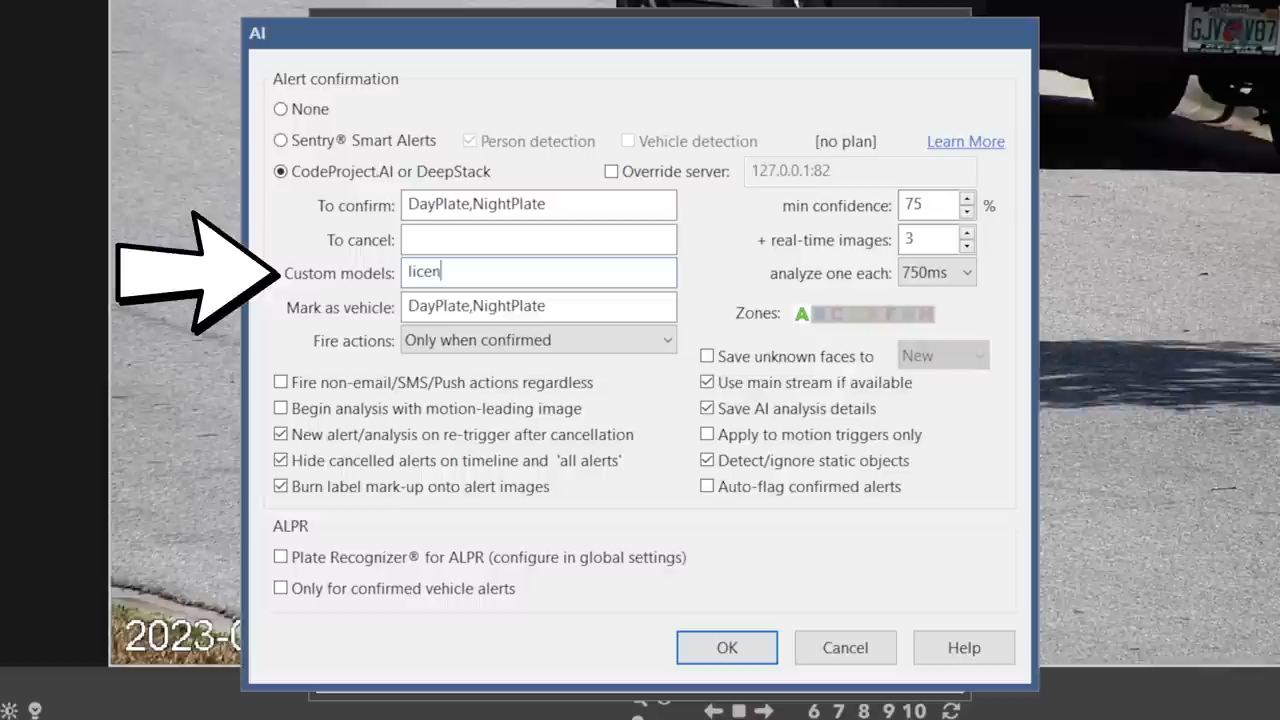 GJV V87
AI
Alert confirmation
None
Sentry® Smart Alerts Person detection Vehicle detection [no plan] Learn More
CodeProject.AI or DeepStack Override server: 127.0.0.1:82
To confirm: DayPlate,NightPlate min confidence: 75 %
To cancel: + real-time images: 3
Custom models: licen analyze one each: 750ms
Mark as vehicle: DayPlate,NightPlate Zones: A
Fire actions: Only when confirmed
Save unknown faces to New
Fire non-email/SMS/Push actions regardless Use main stream if available
Begin analysis with motion-leading image Save AI analysis details
New alert/analysis on re-trigger after cancellation Apply to motion triggers only
Hide cancelled alerts on timeline and 'all alerts' Detect/ignore static objects
Burn label mark-up onto alert images Auto-flag confirmed alerts
ALPR
Plate Recognizer® for ALPR (configure in global settings)
Only for confirmed vehicle alerts
2023-0
OK Cancel Help
6 7 8 9 10